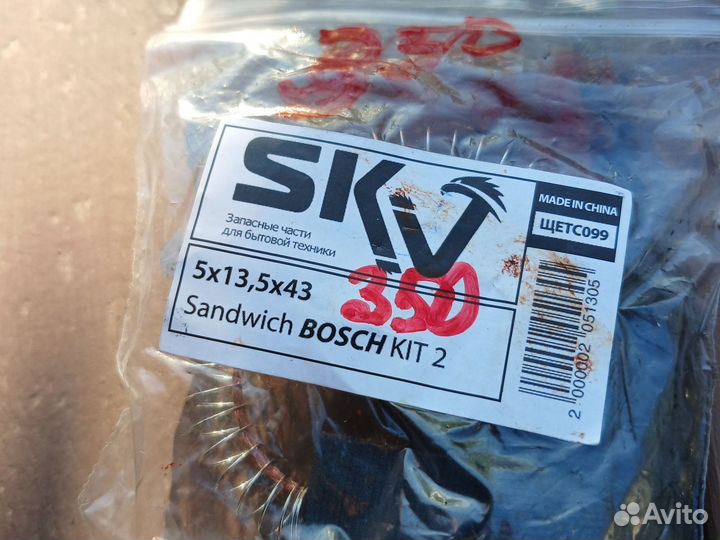 350
SKV
Запасные части
для бытовой техники
MADE IN CHINA
ЩЕТС099
5x13,5x43
350
Sandwich BOSCH KIT 2
2 000002 051305
Avito